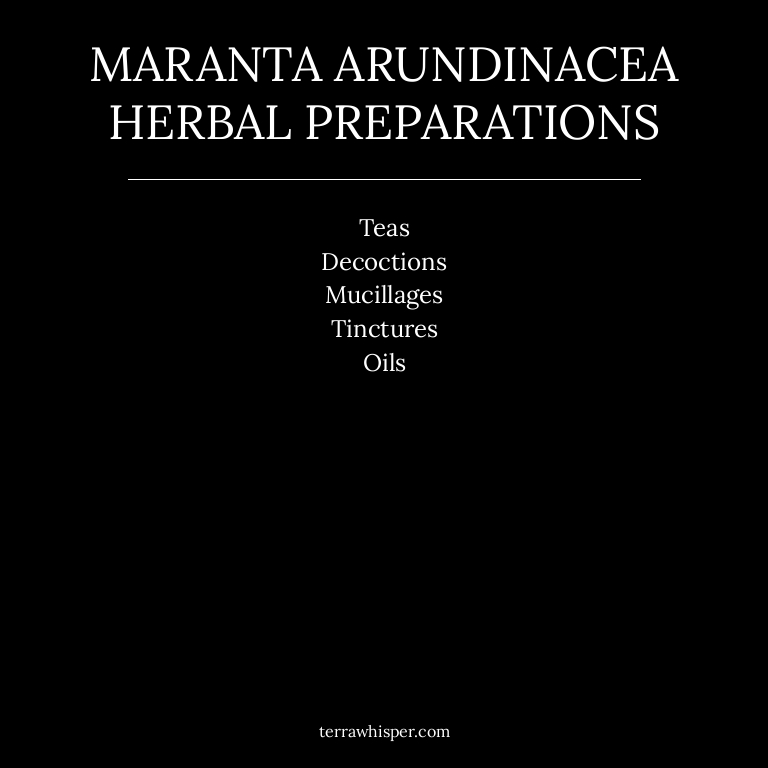 MARANTA ARUNDINACEA
HERBAL PREPARATIONS
Teas
Decoctions
Mucillages
Tinctures
Oils
terrawhisper.com